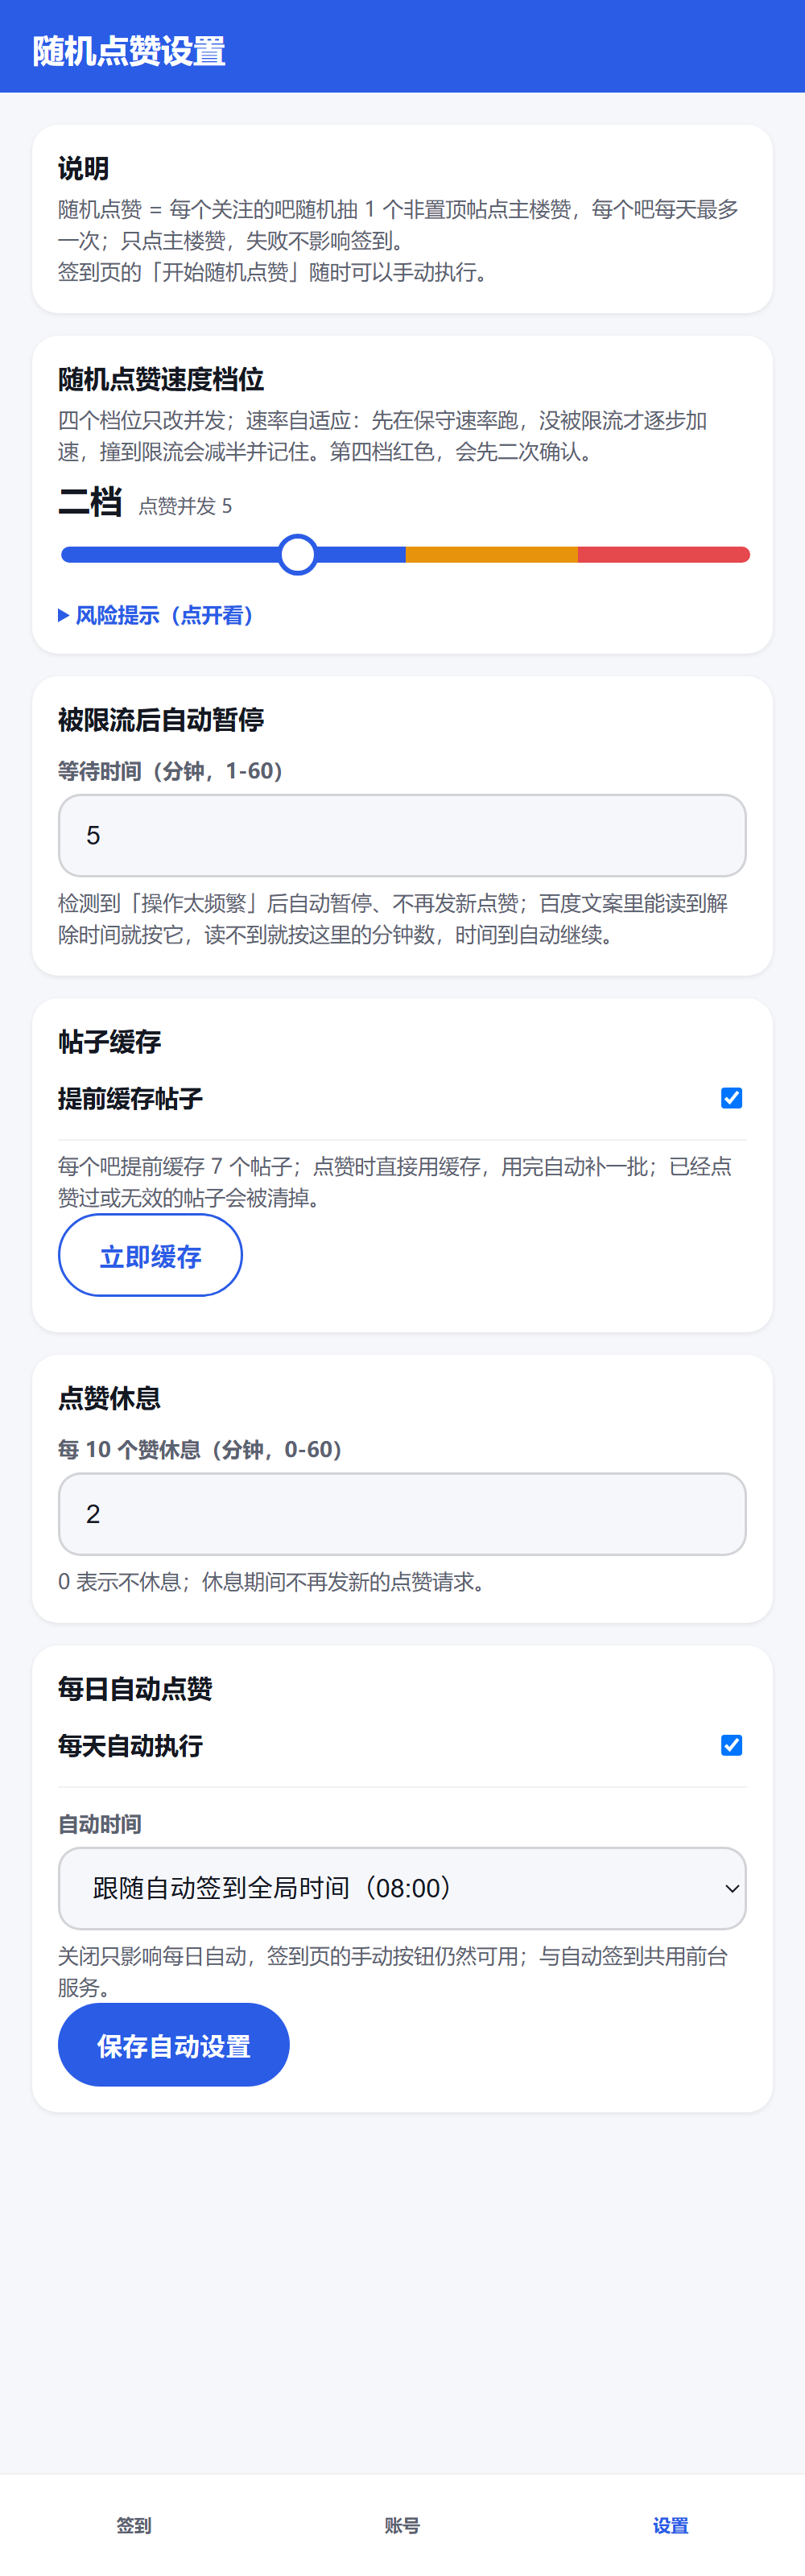 随机点赞设置
说明
随机点赞 = 每个关注的吧随机抽 1 个非置顶帖点主楼赞，每个吧每天最多
一次；只点主楼赞，失败不影响签到。
签到页的「开始随机点赞」随时可以手动执行。
随机点赞速度档位
四个档位只改并发；速率自适应：先在保守速率跑，没被限流才逐步加
速，撞到限流会减半并记住。第四档红色，会先二次确认。
二档 点赞并发 5
▶ 风险提示（点开看）
被限流后自动暂停
等待时间（分钟，1-60）
5
检测到「操作太频繁」后自动暂停、不再发新点赞；百度文案里能读到解
除时间就按它，读不到就按这里的分钟数，时间到自动继续。
帖子缓存
提前缓存帖子
每个吧提前缓存 7 个帖子；点赞时直接用缓存，用完自动补一批；已经点
赞过或无效的帖子会被清掉。
立即缓存
点赞休息
每 10 个赞休息（分钟，0-60）
2
0 表示不休息；休息期间不再发新的点赞请求。
每日自动点赞
每天自动执行
自动时间
跟随自动签到全局时间（08:00）
关闭只影响每日自动，签到页的手动按钮仍然可用；与自动签到共用前台
服务。
保存自动设置
签到 账号 设置